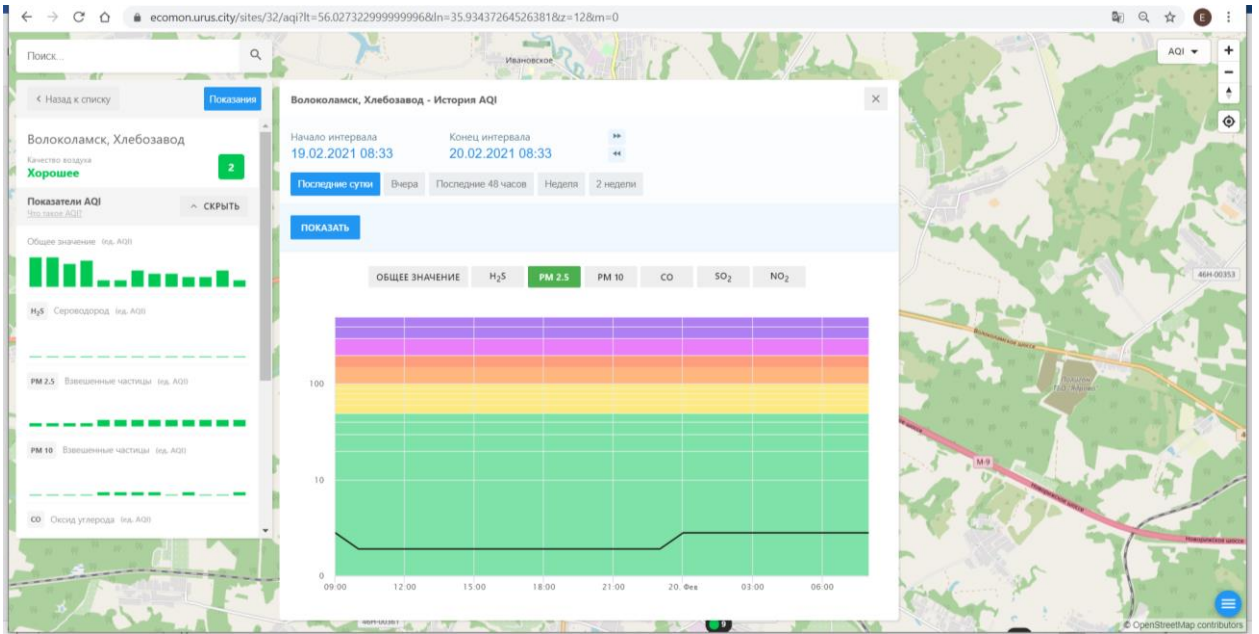 ecomon.urus.city/sites/32/aqi?lt=56.027322999999996&ln=35.93437264526381&z=12&m=0
E
Поиск...
Ивановское
AQI
< Назад к списку
Показания
Волоколамск, Хлебозавод
Качество воздуха
Хорошее
2
Показатели AQI
Что такое AQI?
СКРЫТЬ
Общее значение (ед. AQI)
H₂S Сероводород (ед. AQI)
PM 2.5 Взвешенные частицы (ед. AQI)
PM 10 Взвешенные частицы (ед. AQI)
CO Оксид углерода (ед. AQI)
Волоколамск, Хлебозавод - История AQI
Начало интервала
Конец интервала
19.02.2021 08:33
20.02.2021 08:33
Последние сутки
Вчера
Последние 48 часов
Неделя
2 недели
ПОКАЗАТЬ
ОБЩЕЕ ЗНАЧЕНИЕ
H₂S
PM 2.5
PM 10
CO
SO₂
NO₂
100
10
0
09:00
12:00
15:00
18:00
21:00
20. Фев
03:00
06:00
46Н-00353
Волоколамское шоссе
М-9
Новорижское шоссе
Новорижское шоссе
46Н-00361
9
© OpenStreetMap contributors